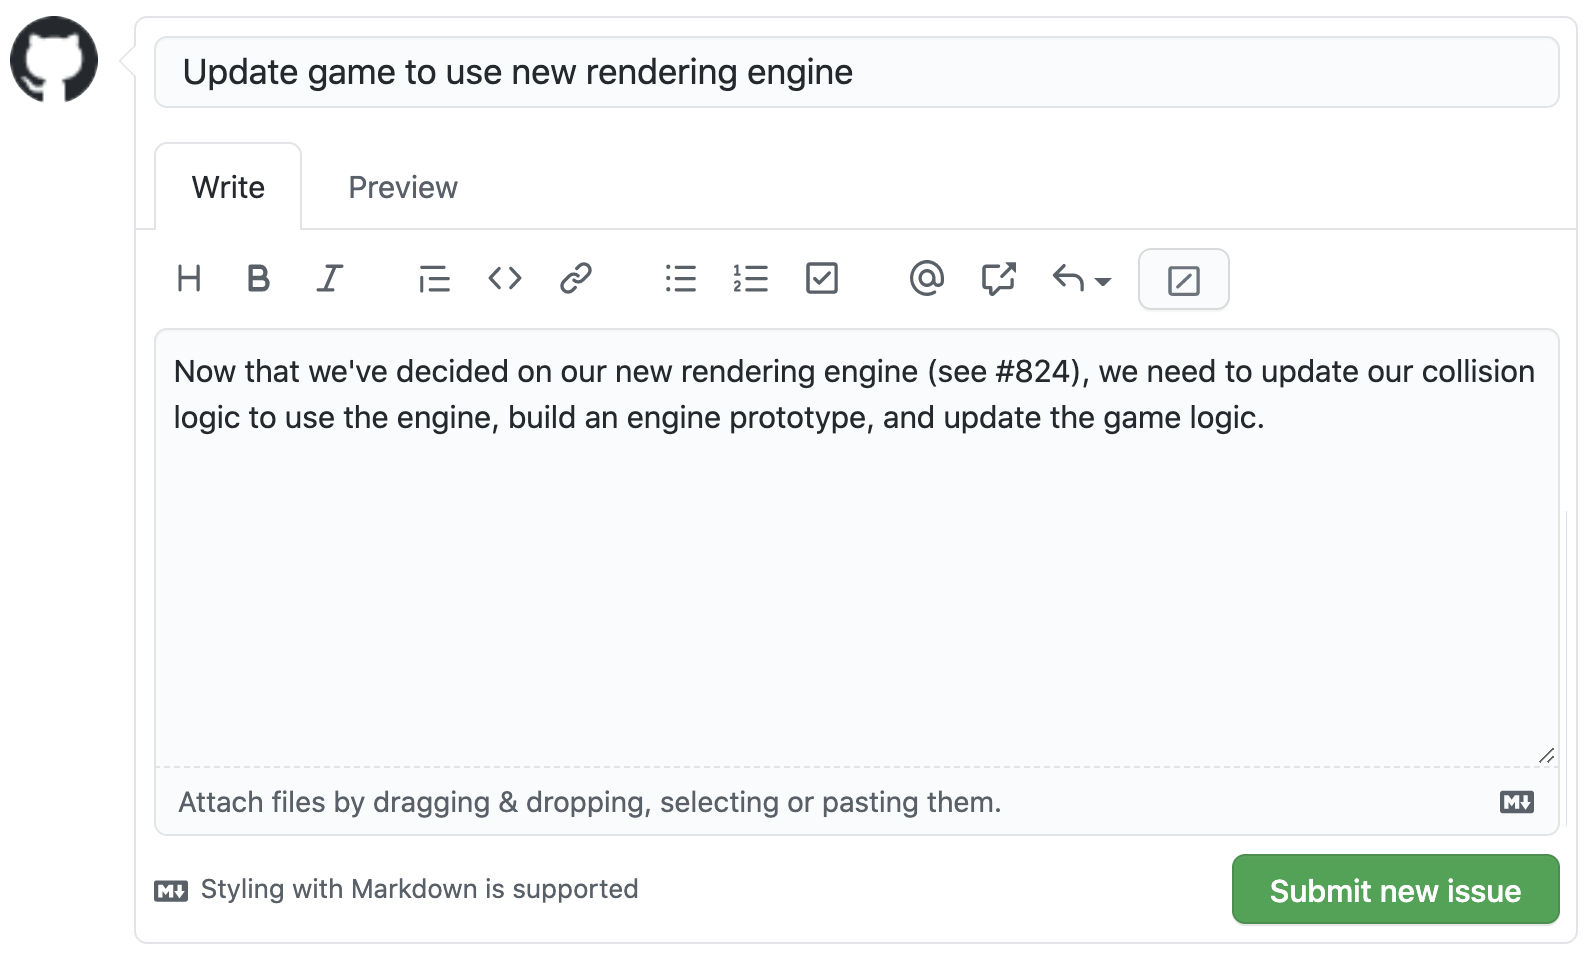 Update game to use new rendering engine
Write
Preview
Now that we've decided on our new rendering engine (see #824), we need to update our collision
logic to use the engine, build an engine prototype, and update the game logic.
Attach files by dragging & dropping, selecting or pasting them.
Styling with Markdown is supported
Submit new issue